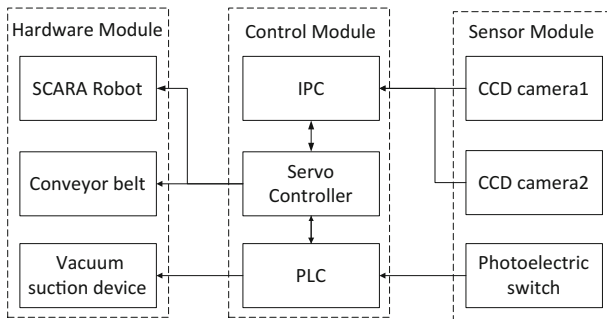 Hardware Module
Control Module
Sensor Module
SCARA Robot
IPC
CCD camera1
Conveyor belt
Servo
Controller
CCD camera2
Vacuum
suction device
PLC
Photoelectric
switch